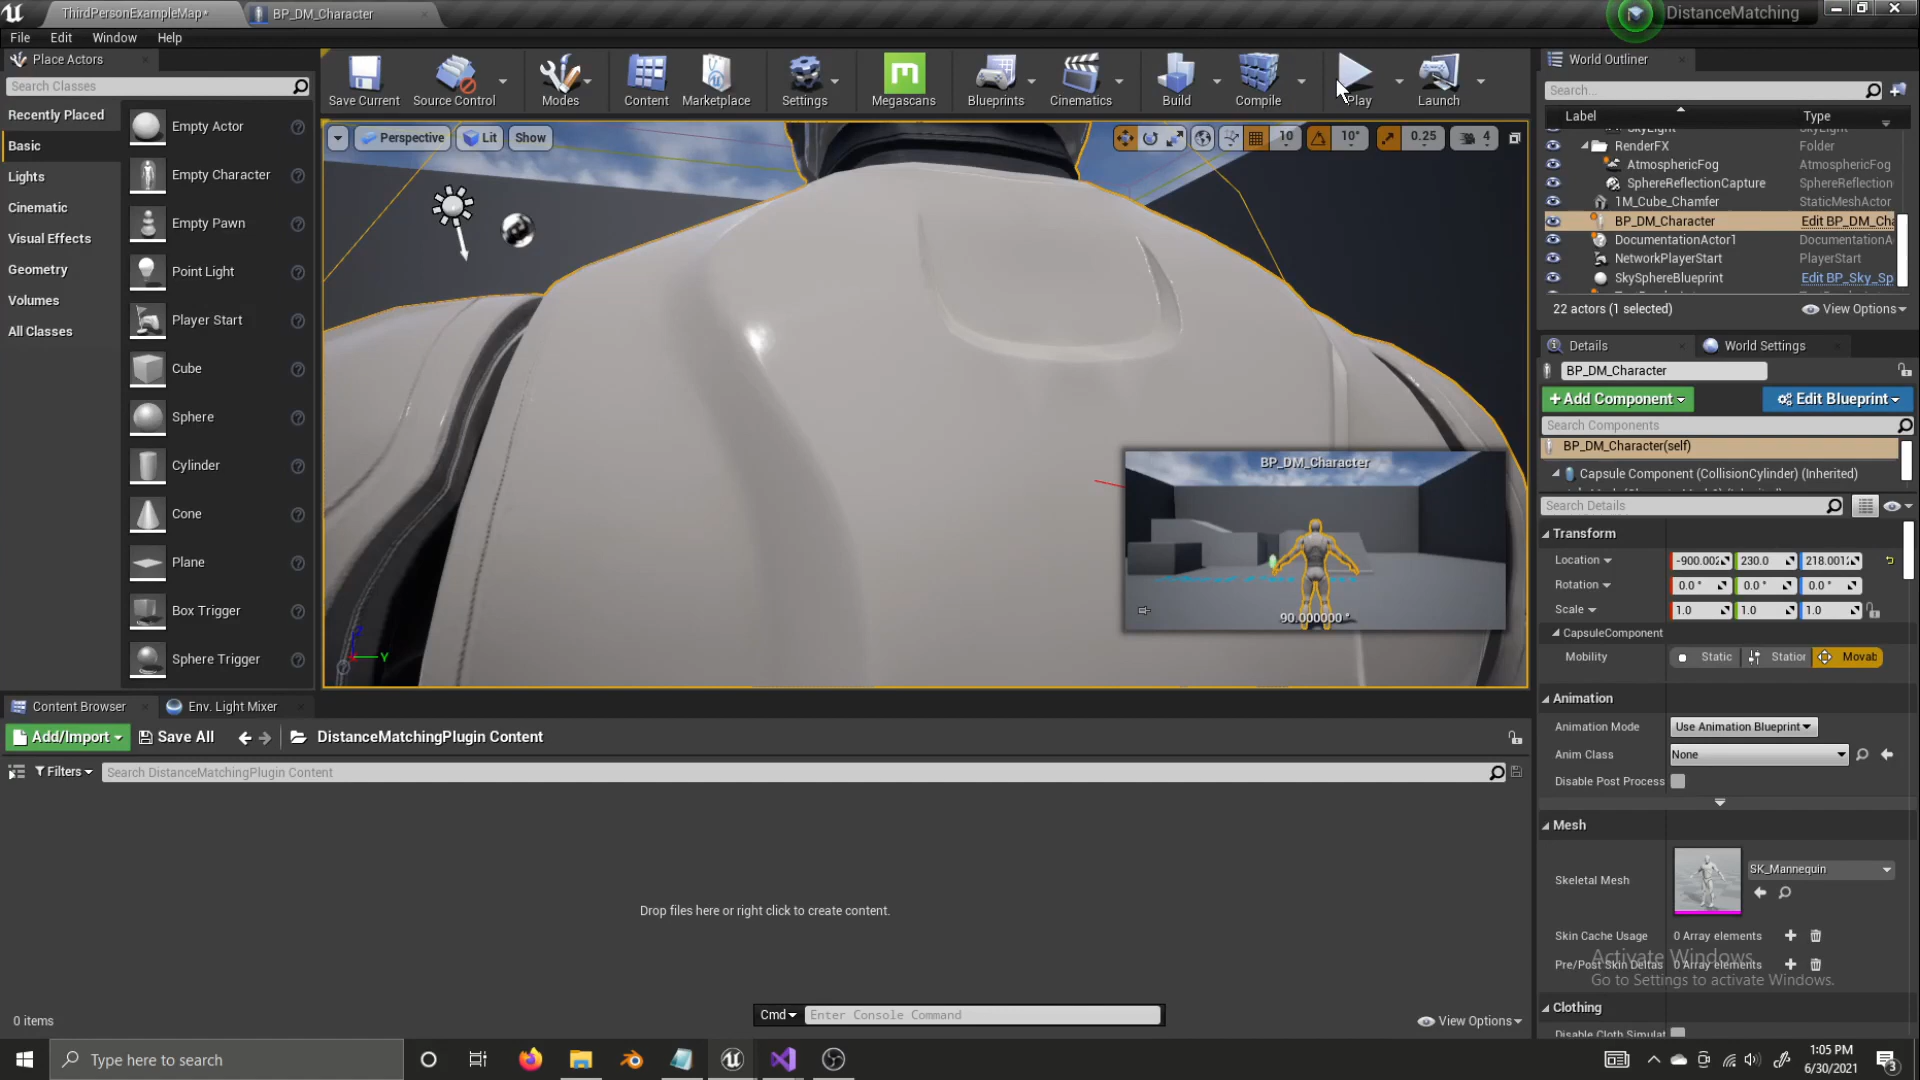 ThirdPersonExampleMap*
BP_DM_Character
DistanceMatching
File Edit Window Help
Place Actors
Search Classes
Recently Placed
Basic
Lights
Cinematic
Visual Effects
Geometry
Volumes
All Classes
Empty Actor
Empty Character
Empty Pawn
Point Light
Player Start
Cube
Sphere
Cylinder
Cone
Plane
Box Trigger
Sphere Trigger
Save Current
Source Control
Modes
Content
Marketplace
Settings
Megascans
Blueprints
Cinematics
Build
Compile
Play
Launch
Perspective Lit Show
10 10° 0.25 4
BP_DM_Character
90.000000 °
Y
World Outliner
Search...
Label Type
SkyLight
RenderFX Folder
AtmosphericFog AtmosphericFog
SphereReflectionCapture SphereReflection
1M_Cube_Chamfer StaticMeshActor
BP_DM_Character Edit BP_DM_Cha
DocumentationActor1 DocumentationA
NetworkPlayerStart PlayerStart
SkySphereBlueprint Edit BP_Sky_Sp
22 actors (1 selected) View Options
Details World Settings
BP_DM_Character
+Add Component Edit Blueprint
Search Components
BP_DM_Character(self)
Capsule Component (CollisionCylinder) (Inherited)
Search Details
Transform
Location -900.002 230.0 218.0012
Rotation 0.0 ° 0.0 ° 0.0 °
Scale 1.0 1.0 1.0
CapsuleComponent
Mobility Static Station Movab
Animation
Animation Mode Use Animation Blueprint
Anim Class None
Disable Post Process
Mesh
Skeletal Mesh SK_Mannequin
Skin Cache Usage 0 Array elements
Pre/Post Skin Deltas 0 Array elements
Activate Windows
Go to Settings to activate Windows.
Clothing
Disable Cloth Simulat
Content Browser Env. Light Mixer
Add/Import Save All DistanceMatchingPlugin Content
Filters Search DistanceMatchingPlugin Content
Drop files here or right click to create content.
0 items
Cmd Enter Console Command
View Options
Type here to search
1:05 PM
6/30/2021
3